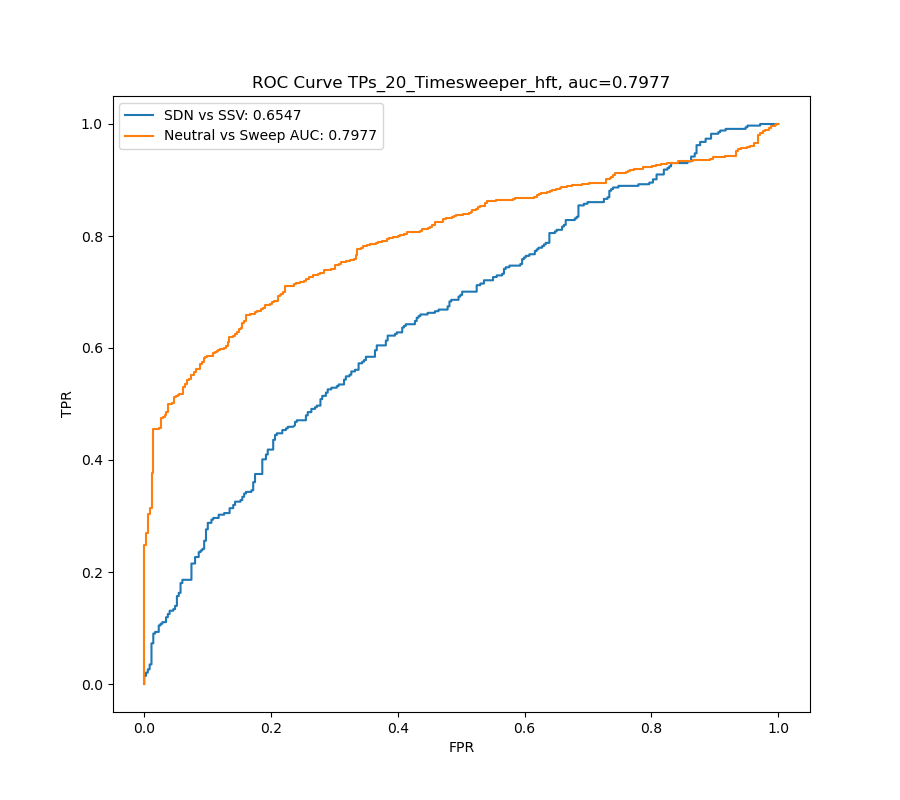 ROC Curve TPs_20_Timesweeper_hft, auc=0.7977
SDN vs SSV: 0.6547
Neutral vs Sweep AUC: 0.7977
1.0
0.8
0.6
0.4
0.2
0.0
TPR
0.0 0.2 0.4 0.6 0.8 1.0
FPR